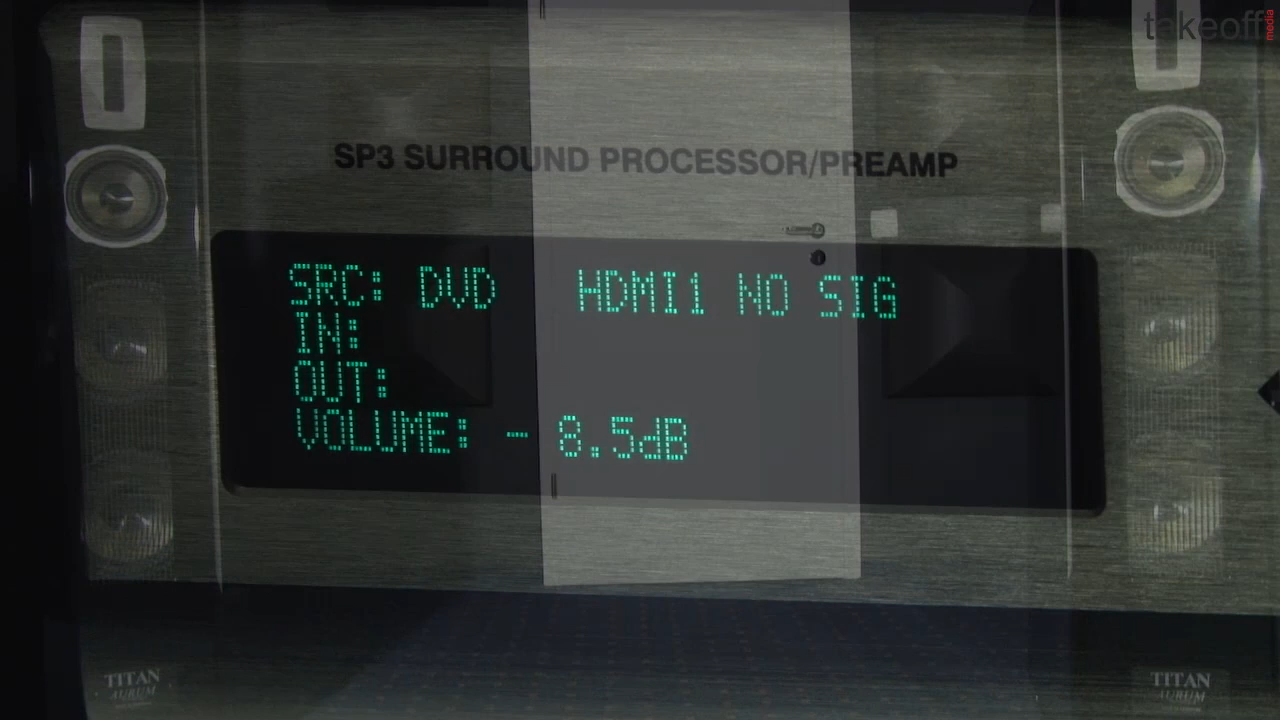 takeoff media
SP3 SURROUND PROCESSOR/PREAMP
SRC: DVD HDMI1 NO SIG
IN:
OUT:
VOLUME: - 8.5dB
TITAN
AURUM
TITAN
AURUM